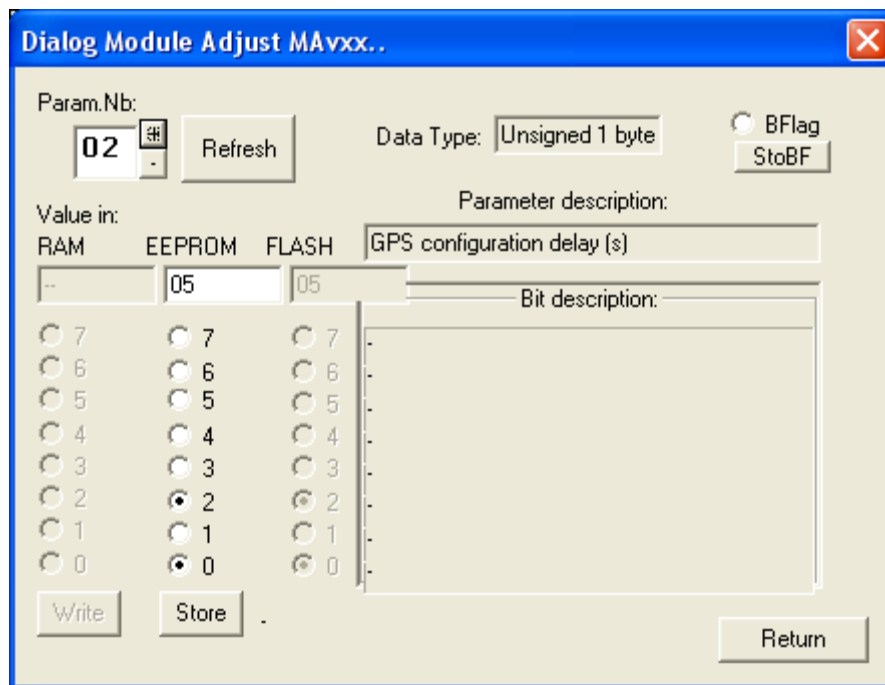 Dialog Module Adjust MAvxx..
Param.Nb:
02
+
-
Refresh
Data Type: Unsigned 1 byte
BFlag
StoBF
Value in:
RAM EEPROM FLASH
Parameter description:
GPS configuration delay (s)
-- 05 05
Bit description:
7 7 7 -
6 6 6 -
5 5 5 -
4 4 4 -
3 3 3 -
2 2 2 -
1 1 1 -
0 0 0 -
Write Store .
Return